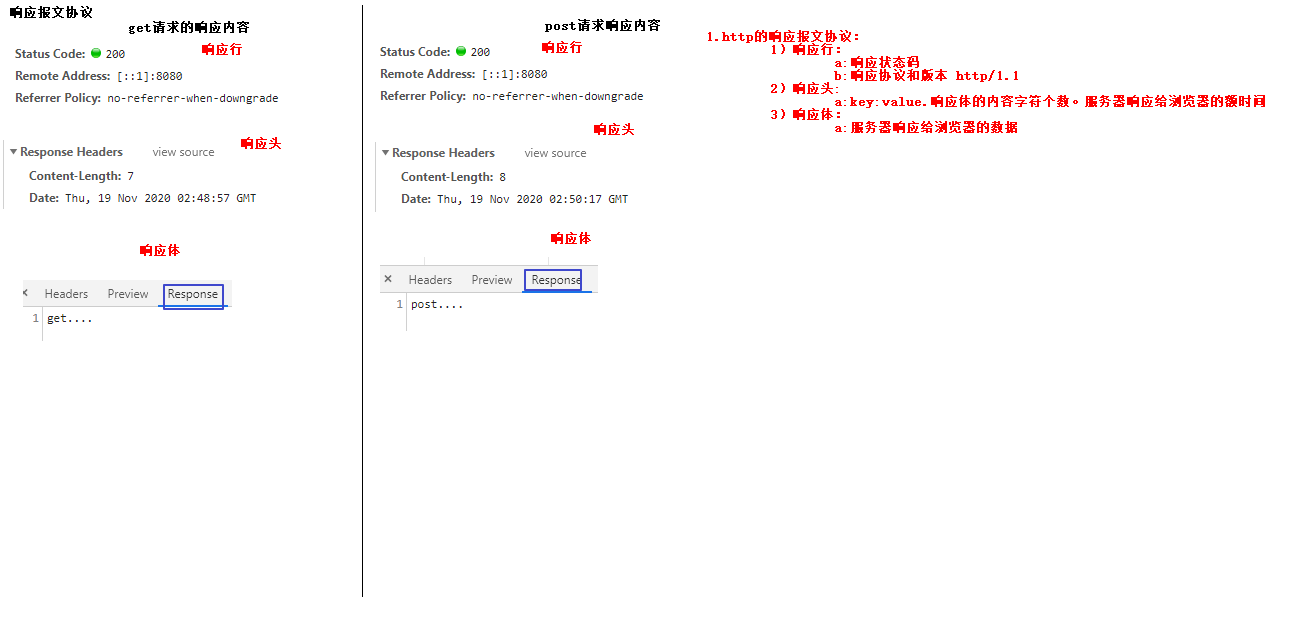 响应报文协议
get请求的响应内容
Status Code: 200
响应行
Remote Address: [::1]:8080
Referrer Policy: no-referrer-when-downgrade
响应头
Response Headers view source
Content-Length: 7
Date: Thu, 19 Nov 2020 02:48:57 GMT
响应体
× Headers Preview Response
1 get....
post请求响应内容
响应行
Status Code: 200
Remote Address: [::1]:8080
Referrer Policy: no-referrer-when-downgrade
响应头
Response Headers view source
Content-Length: 8
Date: Thu, 19 Nov 2020 02:50:17 GMT
响应体
× Headers Preview Response
1 post....
1.http的响应报文协议:
1）响应行:
a:响应状态码
b:响应协议和版本 http/1.1
2）响应头:
a:key:value.响应体的内容字符个数。服务器响应给浏览器的额时间
3）响应体:
a:服务器响应给浏览器的数据